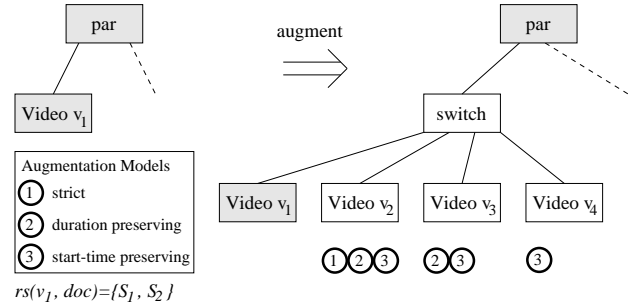 par
augment
par
Video v1
switch
Augmentation Models
1 strict
2 duration preserving
3 start-time preserving
Video v1
Video v2
Video v3
Video v4
1 2 3
2 3
3
rs(v1, doc)={S1, S2}